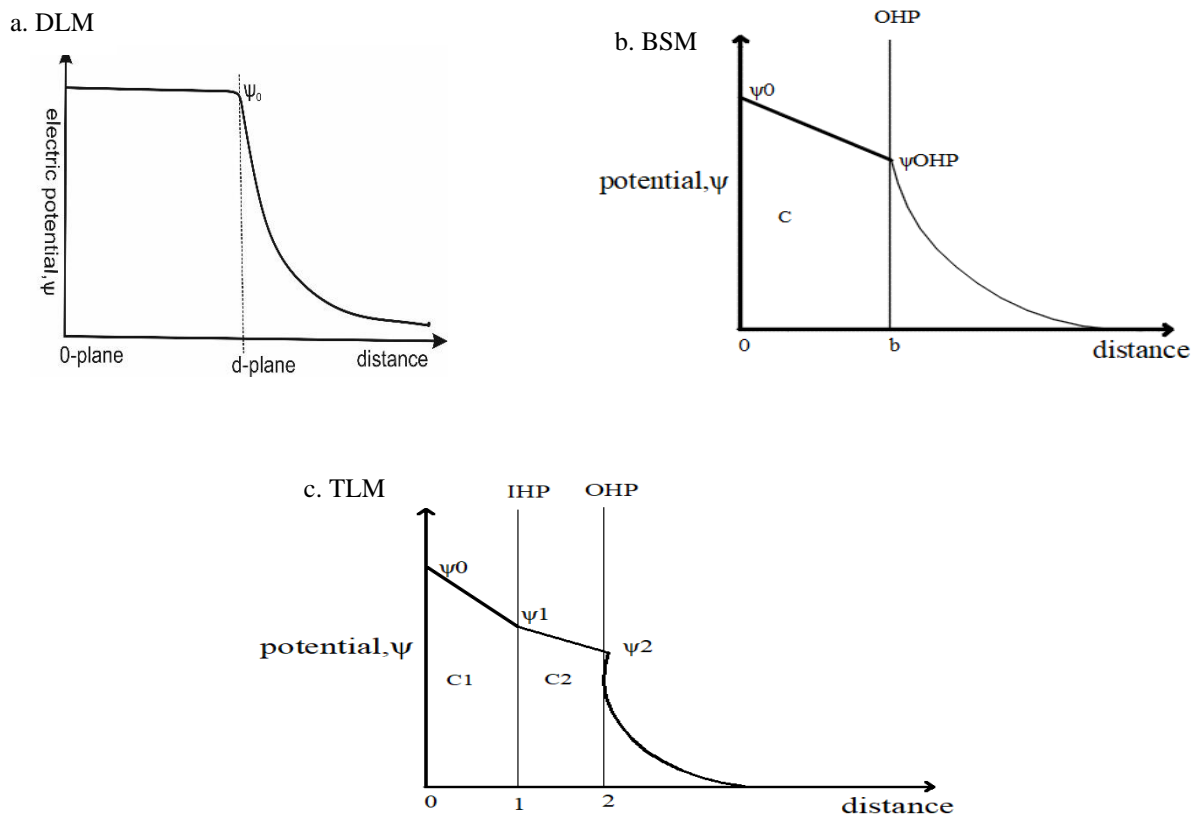 a. DLM
ψ₀
electric potential,ψ
0-plane
d-plane
distance
b. BSM
OHP
ψ0
ψOHP
potential,ψ
C
0
b
distance
c. TLM
IHP
OHP
ψ0
ψ1
ψ2
potential,ψ
C1
C2
0
1
2
distance